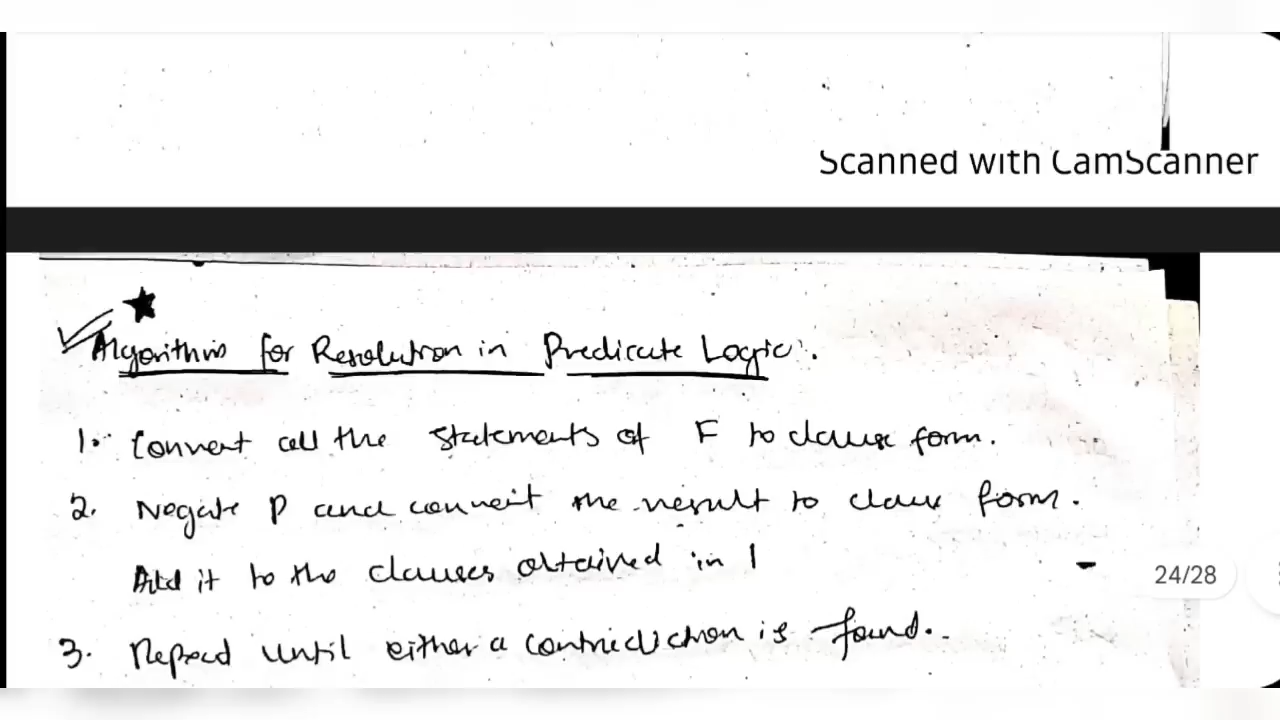 Scanned with CamScanner
Algorithm for Resolution in Predicate Logic.
1. Convert all the statements of F to clause form.
2. Negate P and convert the result to claus form.
Add it to the clauses obtained in 1
24/28
3. Repeat until either a contradiction is found.